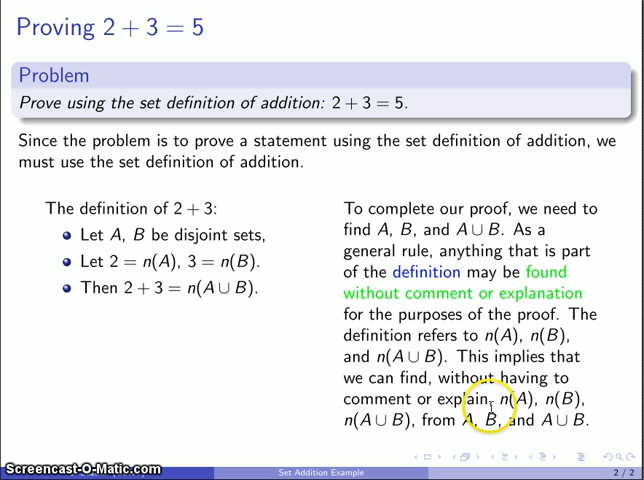 Proving 2 + 3 = 5
Problem
Prove using the set definition of addition: 2 + 3 = 5.
Since the problem is to prove a statement using the set definition of addition, we
must use the set definition of addition.
The definition of 2 + 3:
Let A, B be disjoint sets,
Let 2 = n(A), 3 = n(B).
Then 2 + 3 = n(A ∪ B).
To complete our proof, we need to
find A, B, and A ∪ B. As a
general rule, anything that is part
of the definition may be found
without comment or explanation
for the purposes of the proof. The
definition refers to n(A), n(B),
and n(A ∪ B). This implies that
we can find, without having to
comment or explain, n(A), n(B),
n(A ∪ B), from A, B, and A ∪ B.
Screencast-O-Matic.com
Set Addition Example
2 / 2